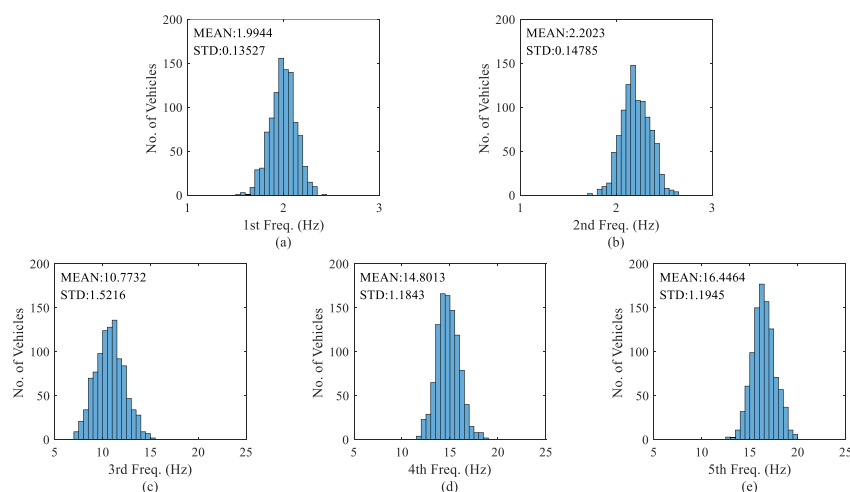 200
150
100
50
0
No. of Vehicles
MEAN:1.9944
STD:0.13527
1 2 3
1st Freq. (Hz)
(a)
200
150
100
50
0
No. of Vehicles
MEAN:2.2023
STD:0.14785
1 2 3
2nd Freq. (Hz)
(b)
200
150
100
50
0
No. of Vehicles
MEAN:10.7732
STD:1.5216
5 10 15 20 25
3rd Freq. (Hz)
(c)
200
150
100
50
0
No. of Vehicles
MEAN:14.8013
STD:1.1843
5 10 15 20 25
4th Freq. (Hz)
(d)
200
150
100
50
0
No. of Vehicles
MEAN:16.4464
STD:1.1945
5 10 15 20 25
5th Freq. (Hz)
(e)